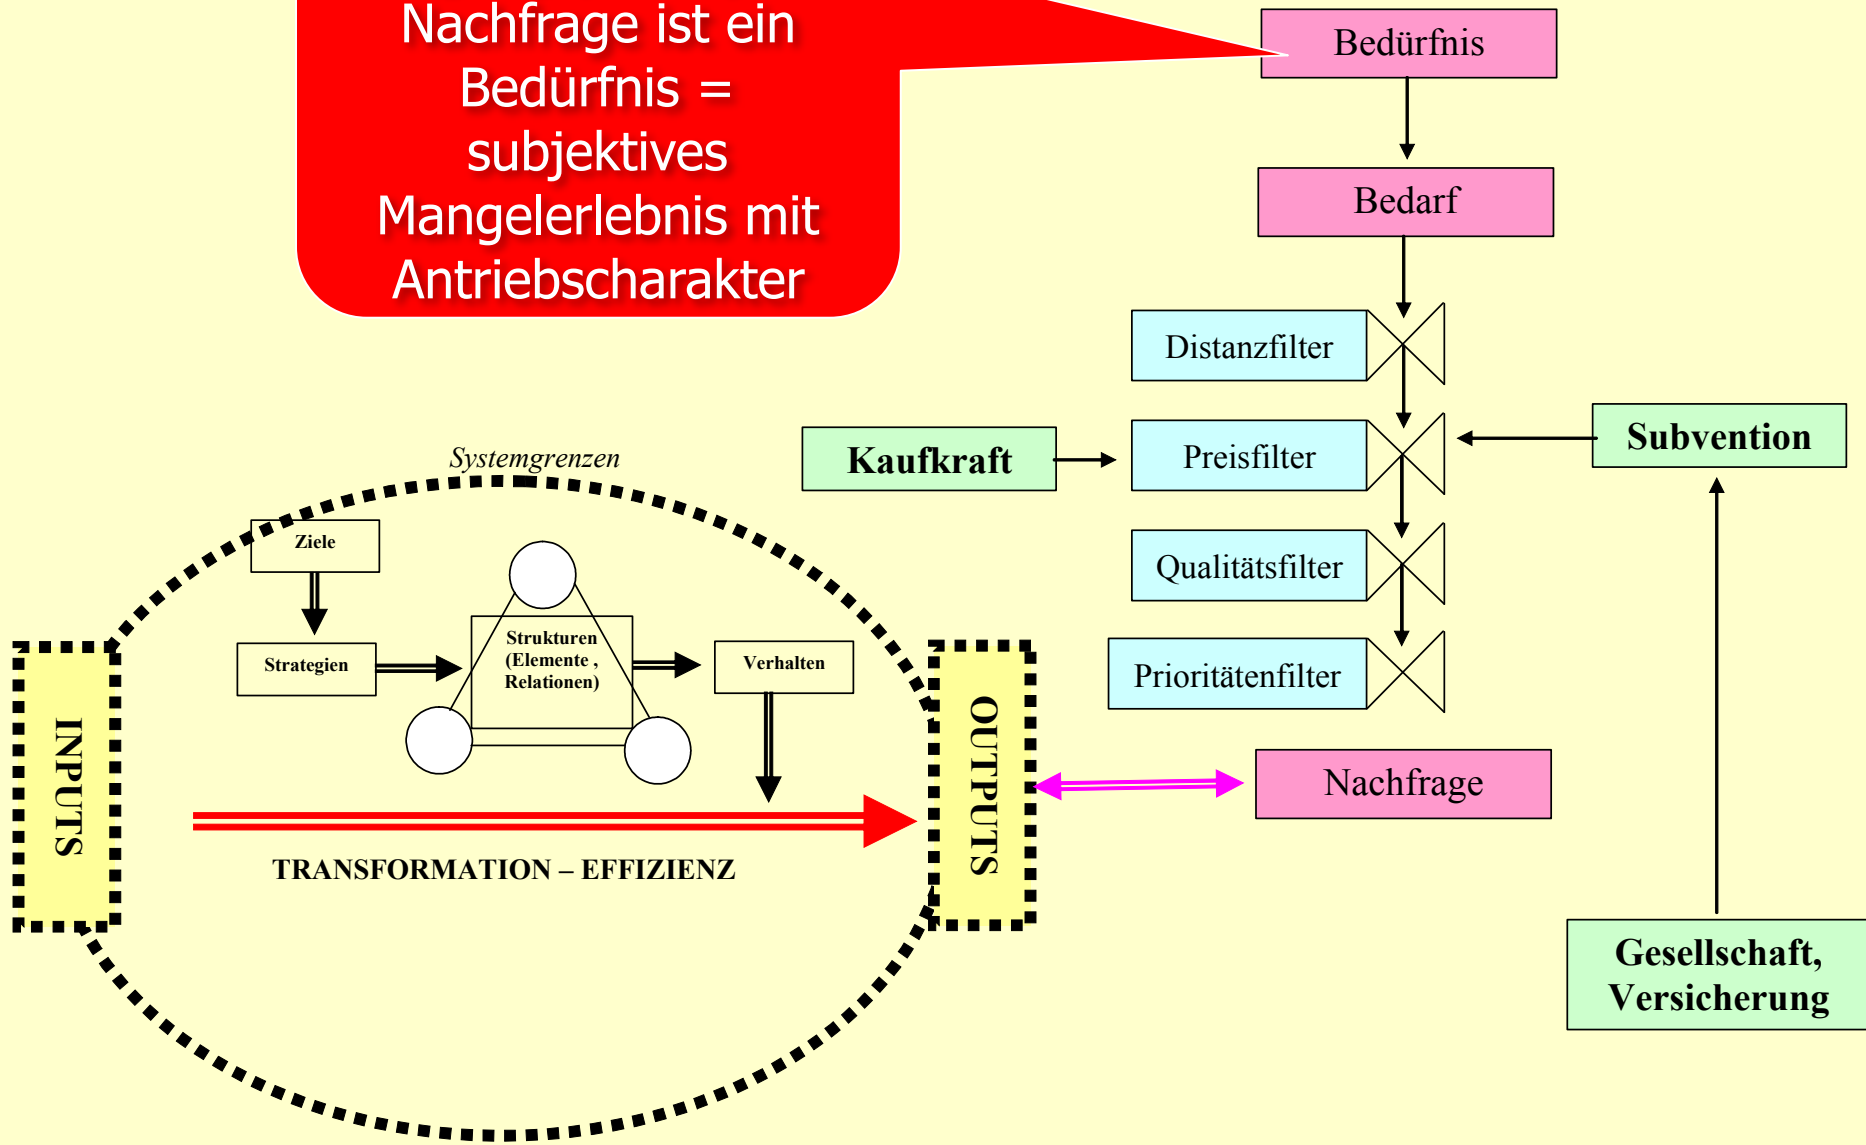 Nachfrage ist ein
Bedürfnis =
subjektives
Mangelerlebnis mit
Antriebscharakter
Bedürfnis
Bedarf
Distanzfilter
Kaufkraft
Preisfilter
Subvention
Qualitätsfilter
Prioritätenfilter
Nachfrage
Gesellschaft,
Versicherung
Systemgrenzen
Ziele
Strategien
Strukturen
(Elemente ,
Relationen)
Verhalten
INPUTS
OUTPUTS
TRANSFORMATION – EFFIZIENZ